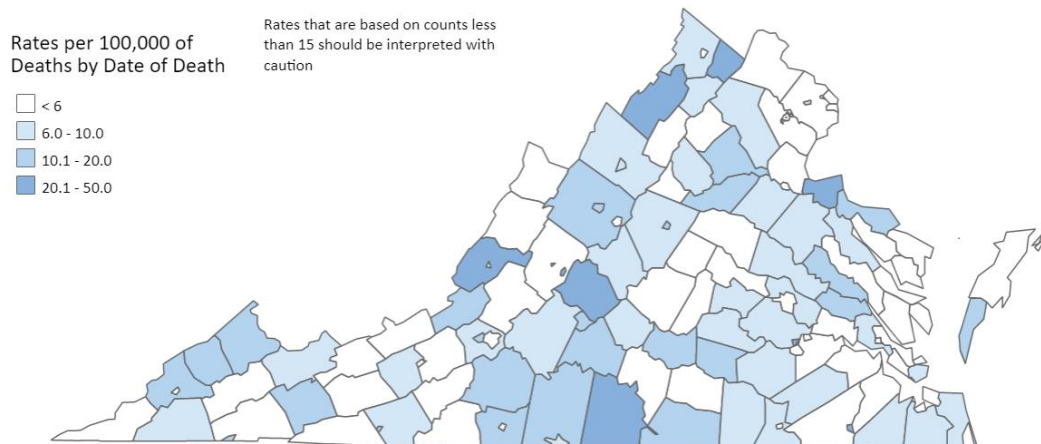 Rates per 100,000 of
Deaths by Date of Death
< 6
6.0 - 10.0
10.1 - 20.0
20.1 - 50.0
Rates that are based on counts less
than 15 should be interpreted with
caution